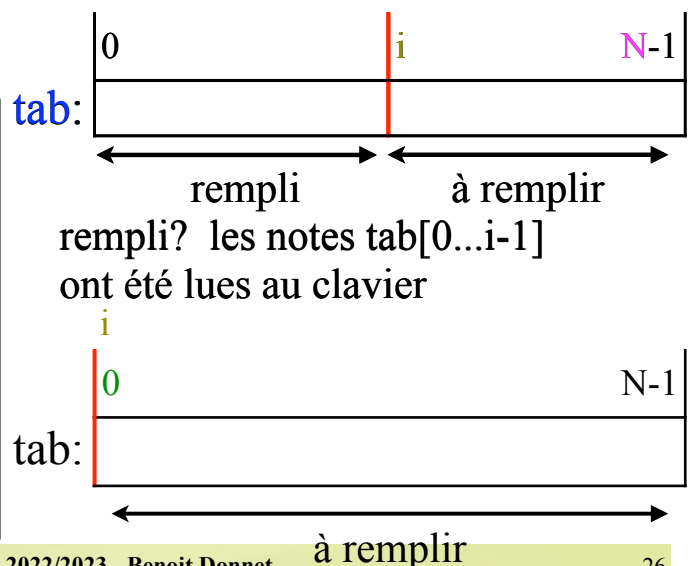 0 i N-1
tab:
rempli à remplir
rempli? les notes tab[0...i-1]
ont été lues au clavier
i
0 N-1
tab:
à remplir
2022/2023 - Benoit Donnet 26